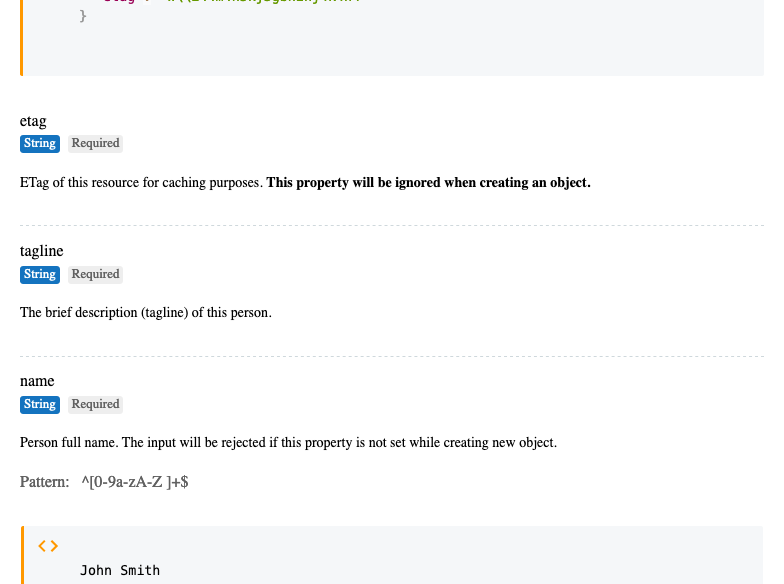 }
etag
String Required
ETag of this resource for caching purposes. This property will be ignored when creating an object.
tagline
String Required
The brief description (tagline) of this person.
name
String Required
Person full name. The input will be rejected if this property is not set while creating new object.
Pattern: ^[0-9a-zA-Z ]+$
<>
John Smith